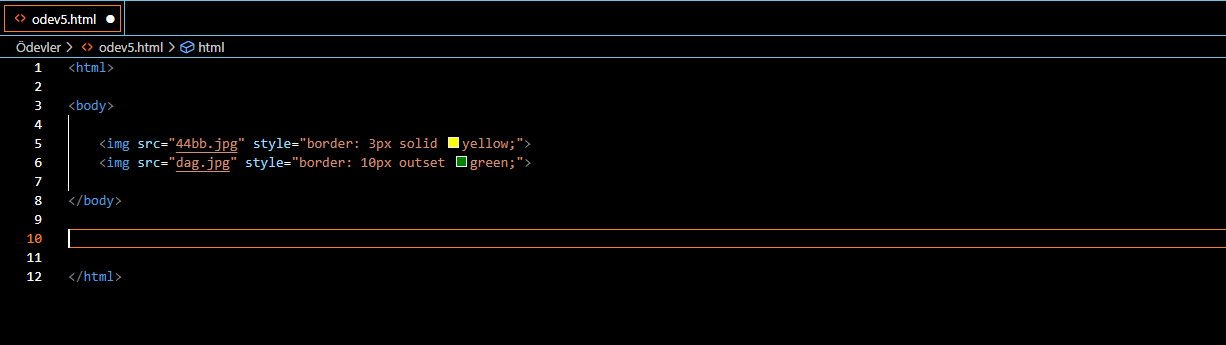 odev5.html
Ödevler > odev5.html > html
1 <html>
2
3 <body>
4
5 <img src="44bb.jpg" style="border: 3px solid yellow;">
6 <img src="dag.jpg" style="border: 10px outset green;">
7
8 </body>
9
10
11
12 </html>